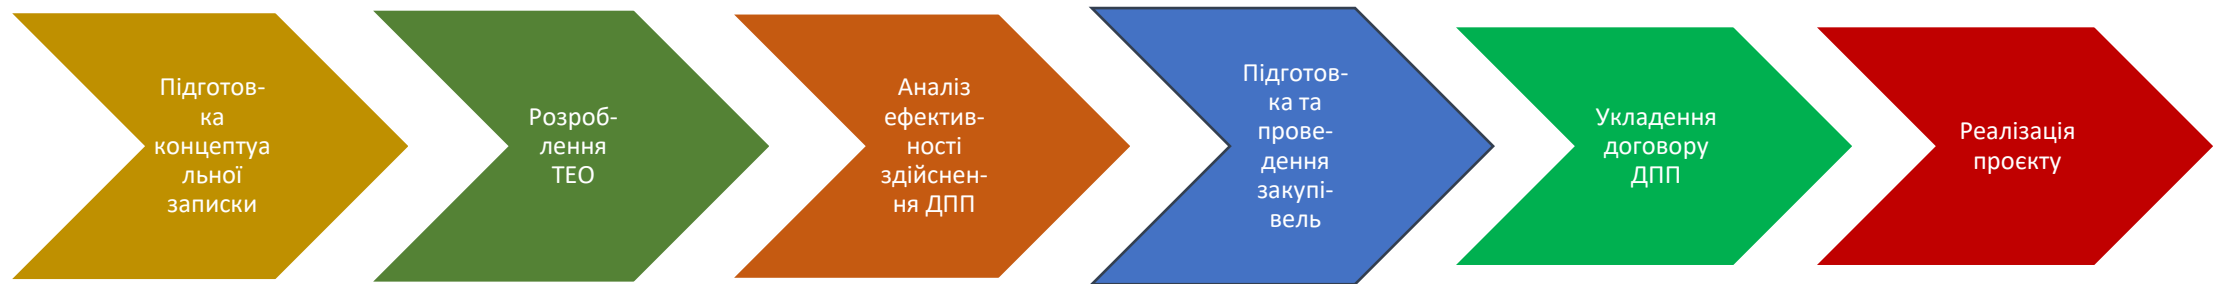 Підготов-
ка
концептуа
льної
записки
Розроб-
лення
ТЕО
Аналіз
ефектив-
ності
здійснен-
ня ДПП
Підготов-
ка та
прове-
дення
закупі-
вель
Укладення
договору
ДПП
Реалізація
проєкту